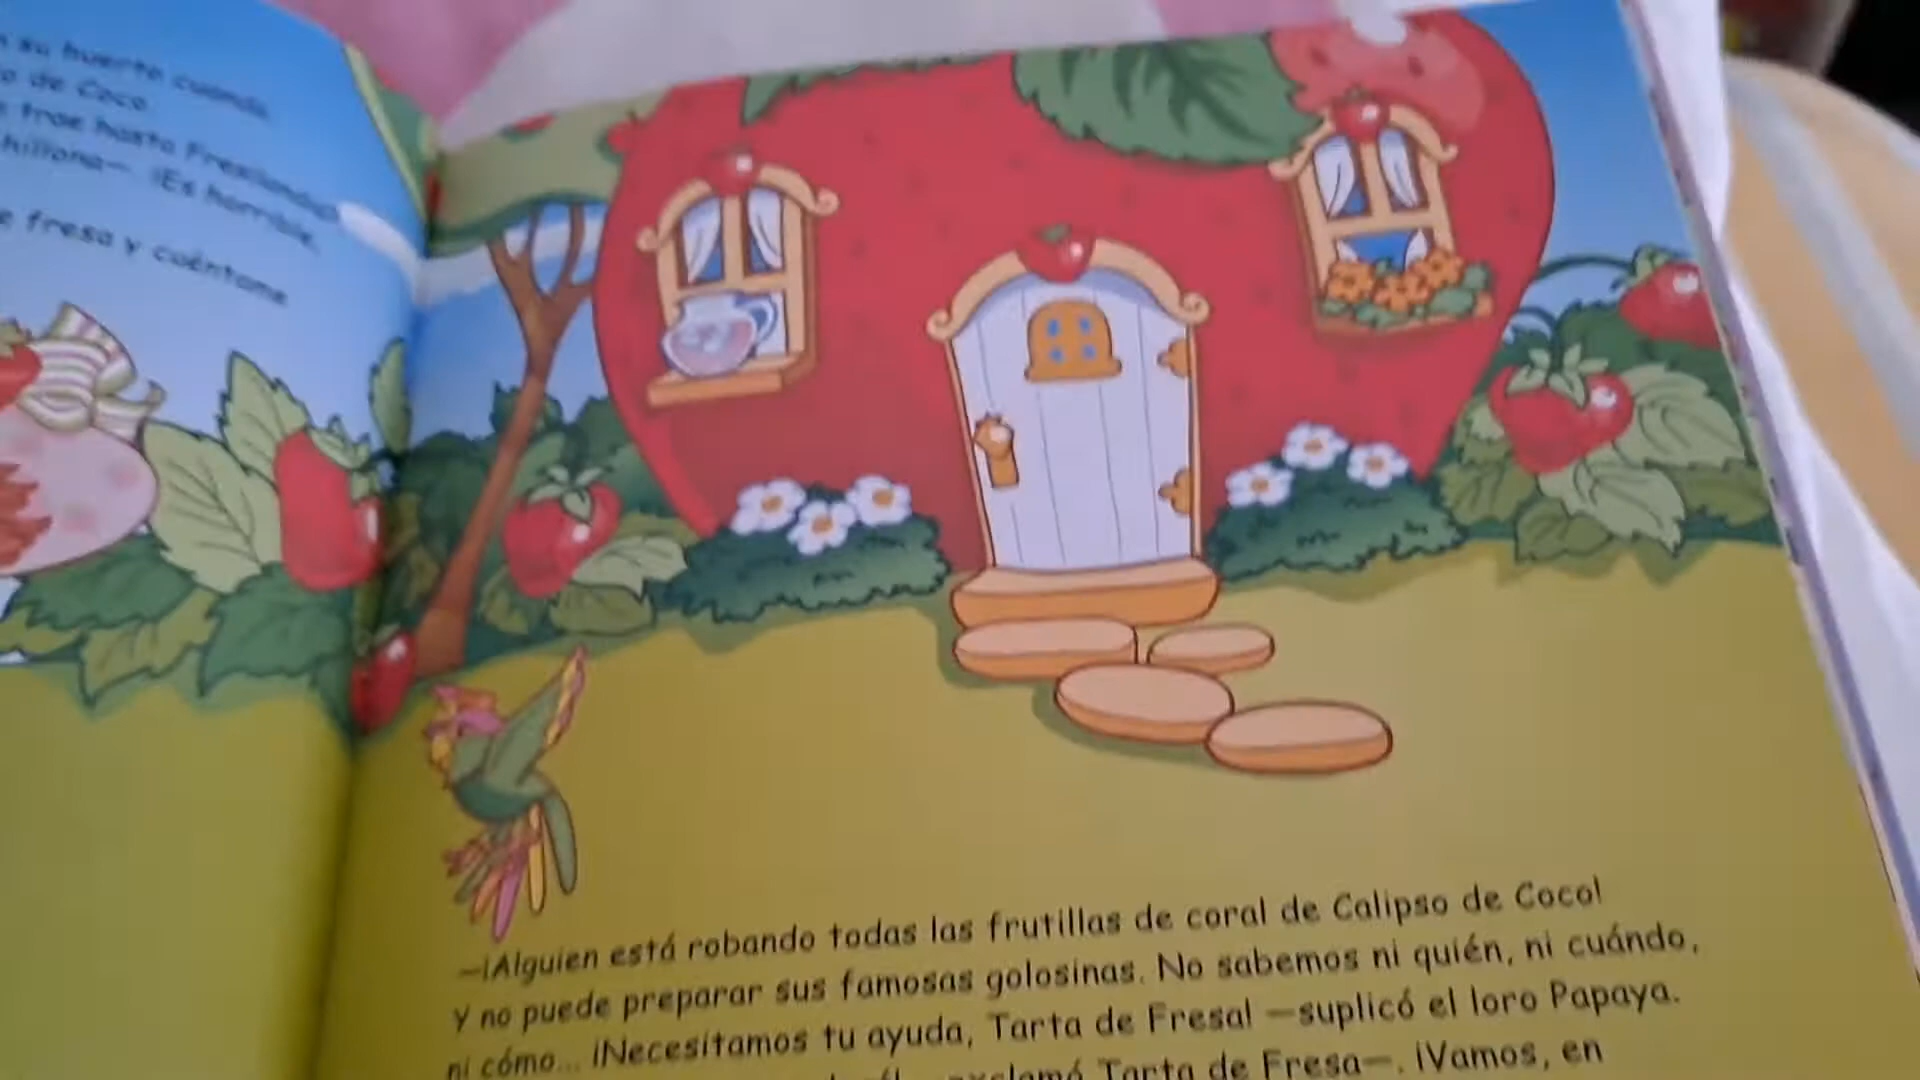 su huerto cuando
de Coco.
trae hasta Fresilandia
chillona—. ¡Es horrible,
fresa y cuéntame
—¡Alguien está robando todas las frutillas de coral de Calipso de Coco!
Y no puede preparar sus famosas golosinas. No sabemos ni quién, ni cuándo,
ni cómo... ¡Necesitamos tu ayuda, Tarta de Fresa! —suplicó el loro Papaya.
exclamó Tarta de Fresa—. ¡Vamos, en